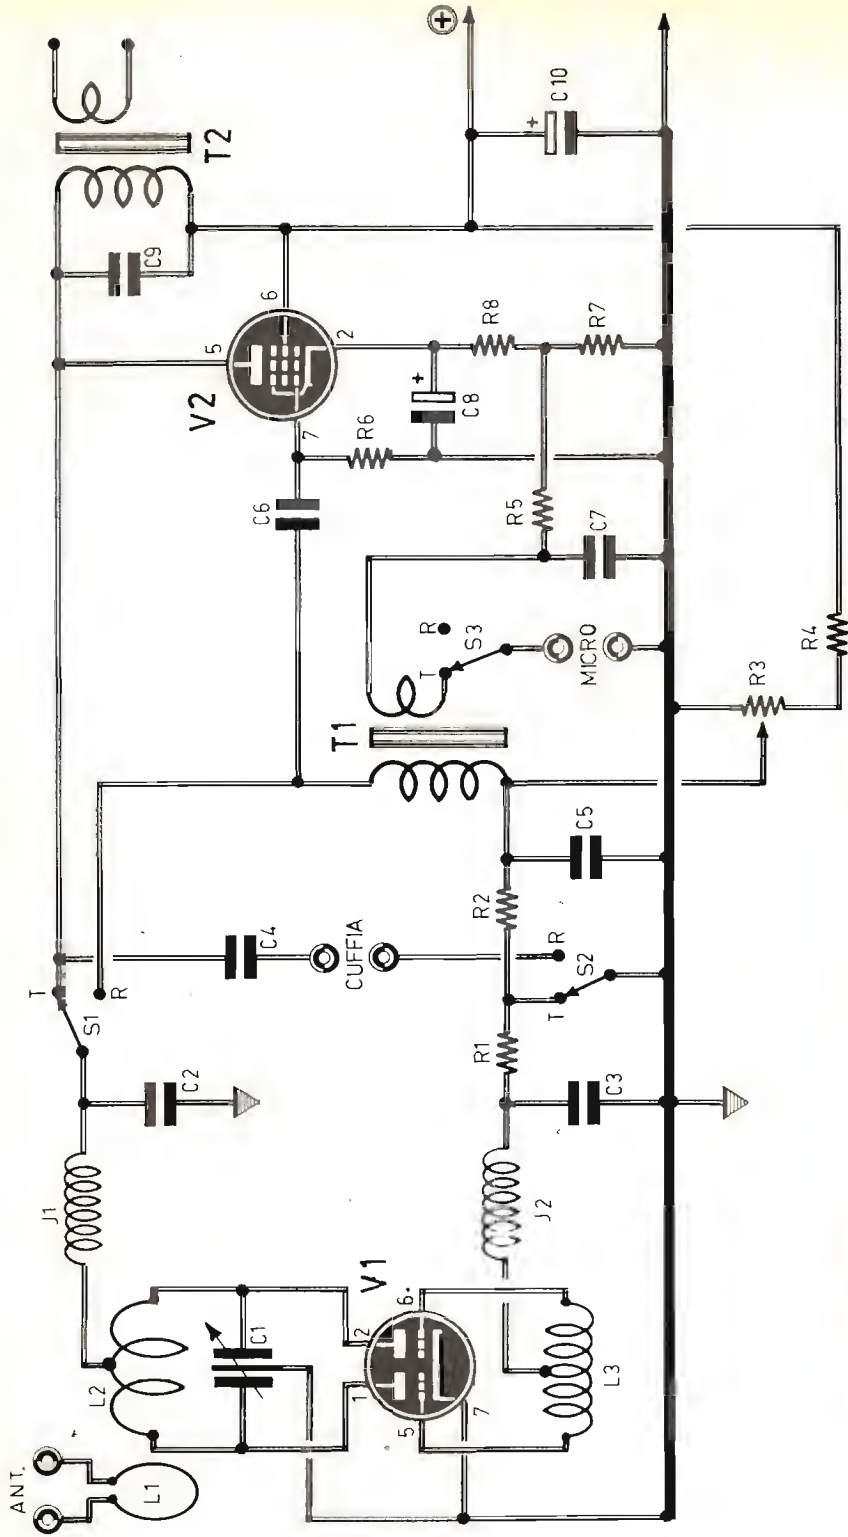 ANT.
L1
L2
J1
C1
1
2
V1
5
6.
7
L3
J2
C2
S1
T
R
C3
R1
T
S2
R
R2
C4
CUFFIA
C5
T1
T
R
S3
MICRO
R3
R4
C6
R5
C7
R6
C8
+
R8
R7
V2
5
6
7
2
C9
T2
C10
+
+